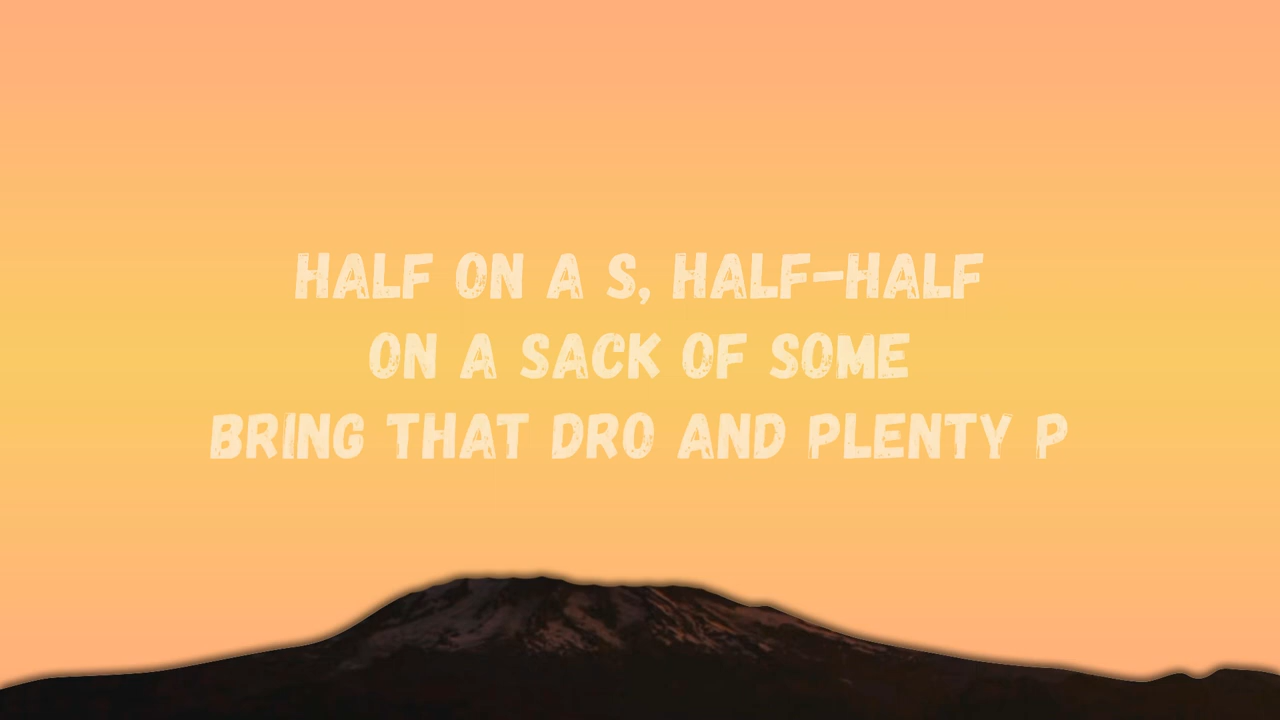 HALF ON A S, HALF-HALF
ON A SACK OF SOME
BRING THAT DRO AND PLENTY P